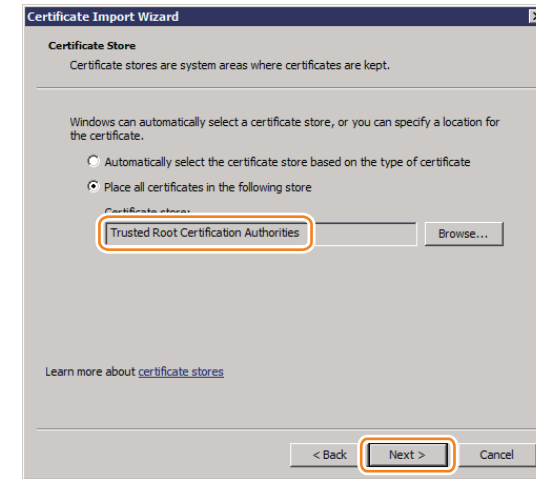 Certificate Import Wizard
Certificate Store
Certificate stores are system areas where certificates are kept.
Windows can automatically select a certificate store, or you can specify a location for
the certificate.
Automatically select the certificate store based on the type of certificate
Place all certificates in the following store
Certificate store:
Trusted Root Certification Authorities
Browse...
Learn more about certificate stores
< Back
Next >
Cancel